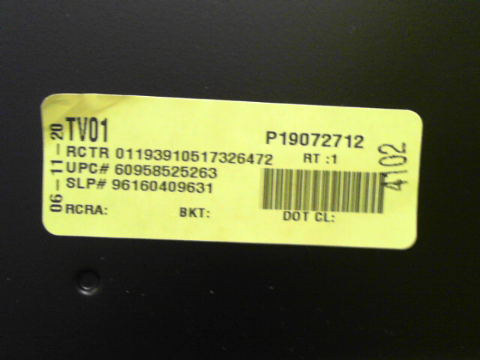 06-11-20
TV01
P19072712
RCTR 01193910517326472 RT :1
UPC# 60958525263
SLP# 96160409631
RCRA: BKT: DOT CL:
4102